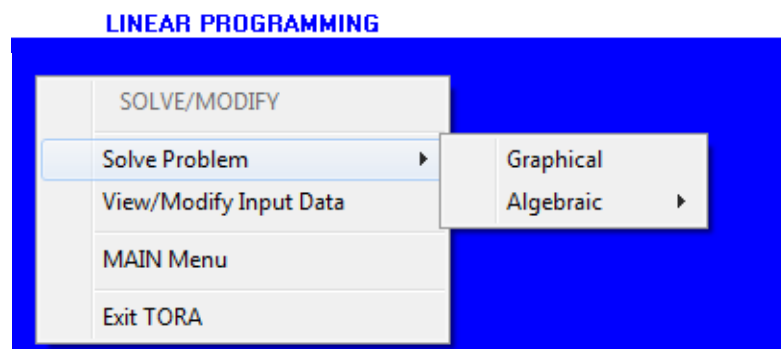 LINEAR PROGRAMMING
SOLVE/MODIFY
Solve Problem
Graphical
View/Modify Input Data
Algebraic
MAIN Menu
Exit TORA